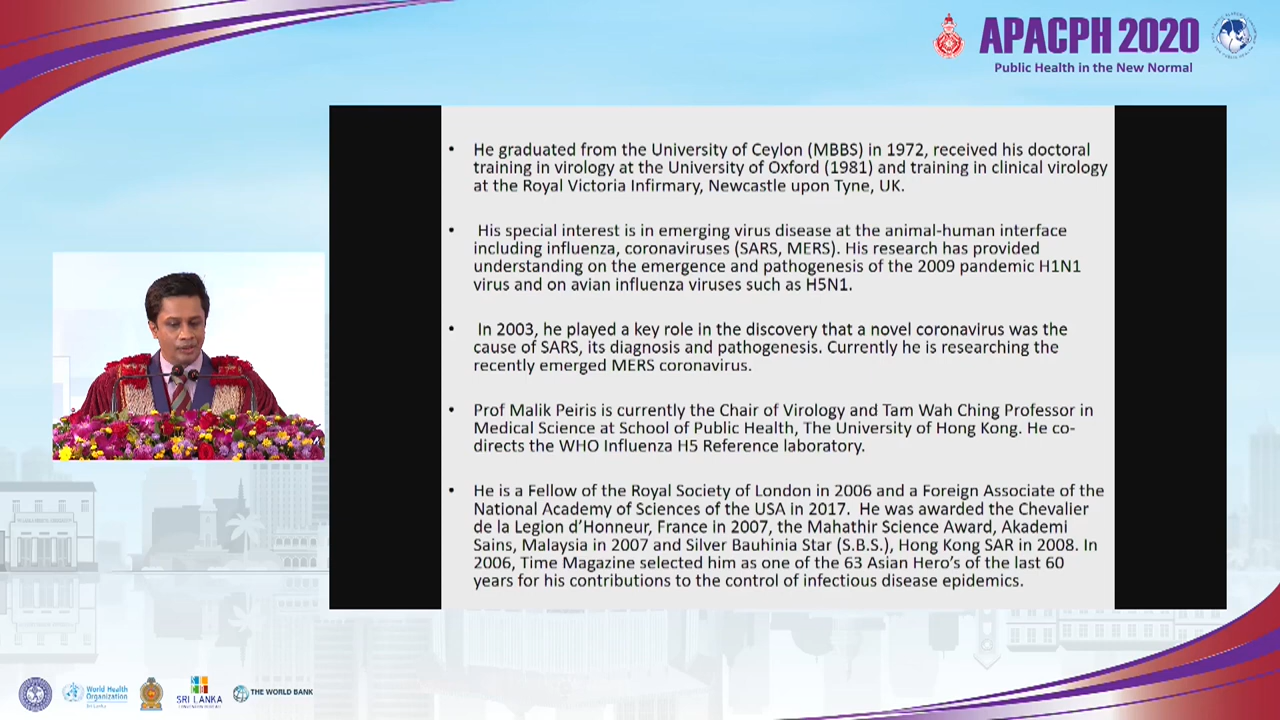 APACPH 2020
Public Health in the New Normal
• He graduated from the University of Ceylon (MBBS) in 1972, received his doctoral
training in virology at the University of Oxford (1981) and training in clinical virology
at the Royal Victoria Infirmary, Newcastle upon Tyne, UK.
• His special interest is in emerging virus disease at the animal-human interface
including influenza, coronaviruses (SARS, MERS). His research has provided
understanding on the emergence and pathogenesis of the 2009 pandemic H1N1
virus and on avian influenza viruses such as H5N1.
• In 2003, he played a key role in the discovery that a novel coronavirus was the
cause of SARS, its diagnosis and pathogenesis. Currently he is researching the
recently emerged MERS coronavirus.
• Prof Malik Peiris is currently the Chair of Virology and Tam Wah Ching Professor in
Medical Science at School of Public Health, The University of Hong Kong. He co-
directs the WHO Influenza H5 Reference laboratory.
• He is a Fellow of the Royal Society of London in 2006 and a Foreign Associate of the
National Academy of Sciences of the USA in 2017. He was awarded the Chevalier
de la Legion d'Honneur, France in 2007, the Mahathir Science Award, Akademi
Sains, Malaysia in 2007 and Silver Bauhinia Star (S.B.S.), Hong Kong SAR in 2008. In
2006, Time Magazine selected him as one of the 63 Asian Hero's of the last 60
years for his contributions to the control of infectious disease epidemics.
World Health
Organization
Sri Lanka
SRI LANKA
THE WORLD BANK